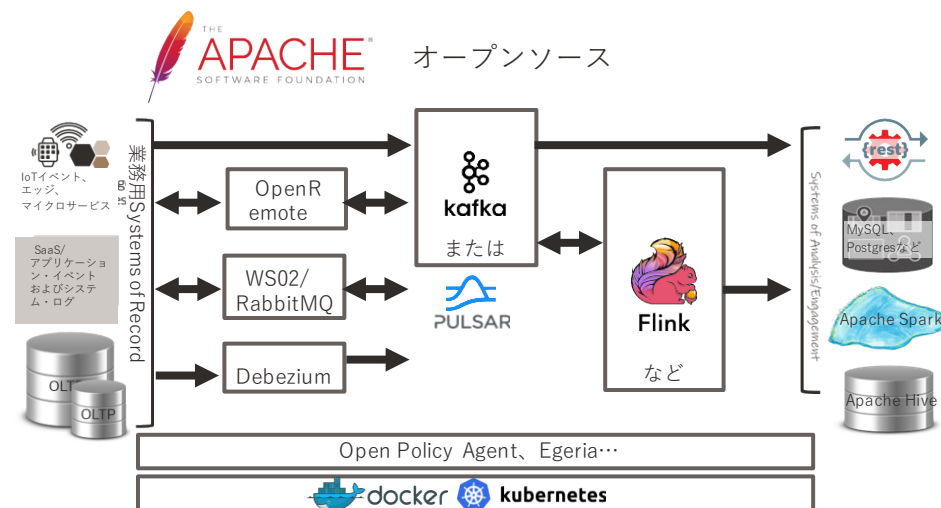 THE
APACHE®
SOFTWARE FOUNDATION
オープンソース
IoTイベント、
エッジ、
マイクロサービス
SaaS/
アプリケーショ
ン・イベント
およびシステ
ム・ログ
OLTP
OLTP
業務用Systems of Record
OpenR
emote
WS02/
RabbitMQ
Debezium
kafka
または
PULSAR
Flink
など
Systems of Analysis/Engagement
{rest}
MySQL、
Postgresなど
Apache Spark
Apache Hive
Open Policy Agent、Egeria…
docker kubernetes